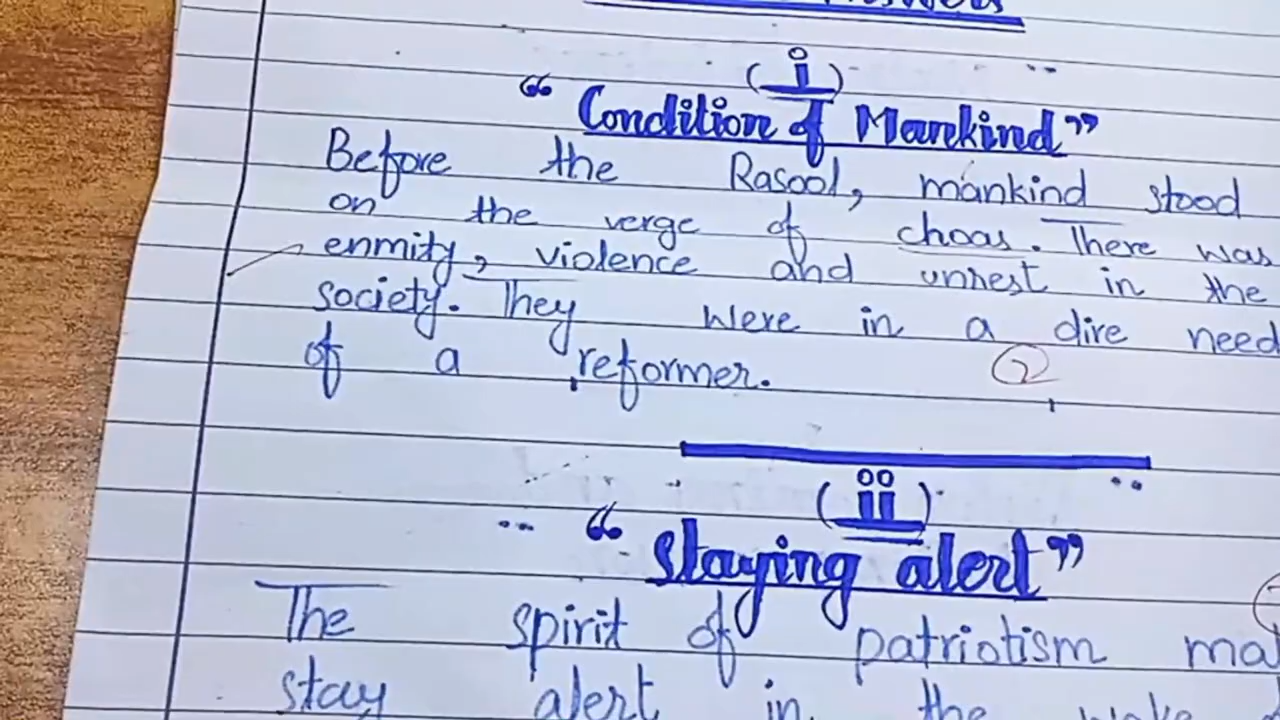 (i)
“Condition of Mankind”
Before the Rasool, mankind stood
on the verge of choas. There was
enmity, violence and unrest in the
society. They were in a dire need
of a reformer.
2
(ii)
“Staying alert”
The spirit of patriotism
stay alert in the wake